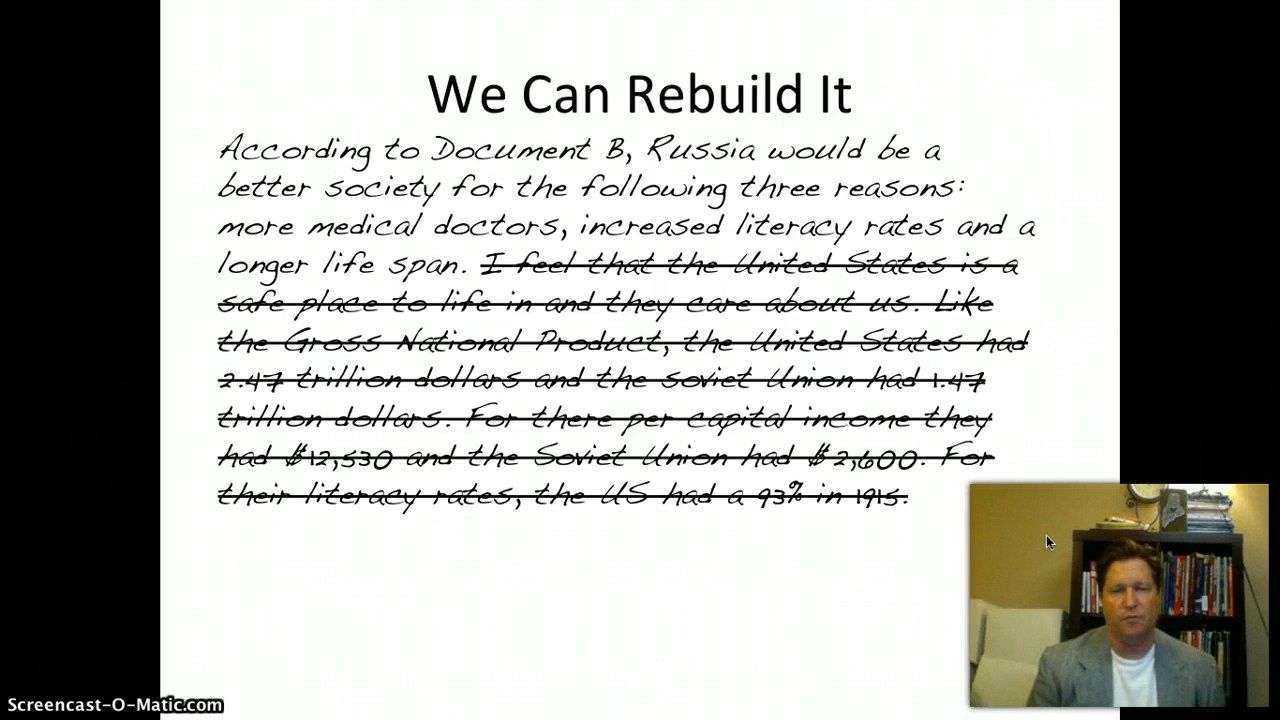 We Can Rebuild It
According to Document B, Russia would be a
better society for the following three reasons:
more medical doctors, increased literacy rates and a
longer life span. I feel that the United States is a
safe place to life in and they care about us. Like
the Gross National Product, the United States had
2.47 trillion dollars and the soviet Union had 1.47
trillion dollars. For there per capital income they
had $12,530 and the Soviet Union had $2,600. For
their literacy rates, the US had a 93% in 1915.
Screencast-O-Matic.com